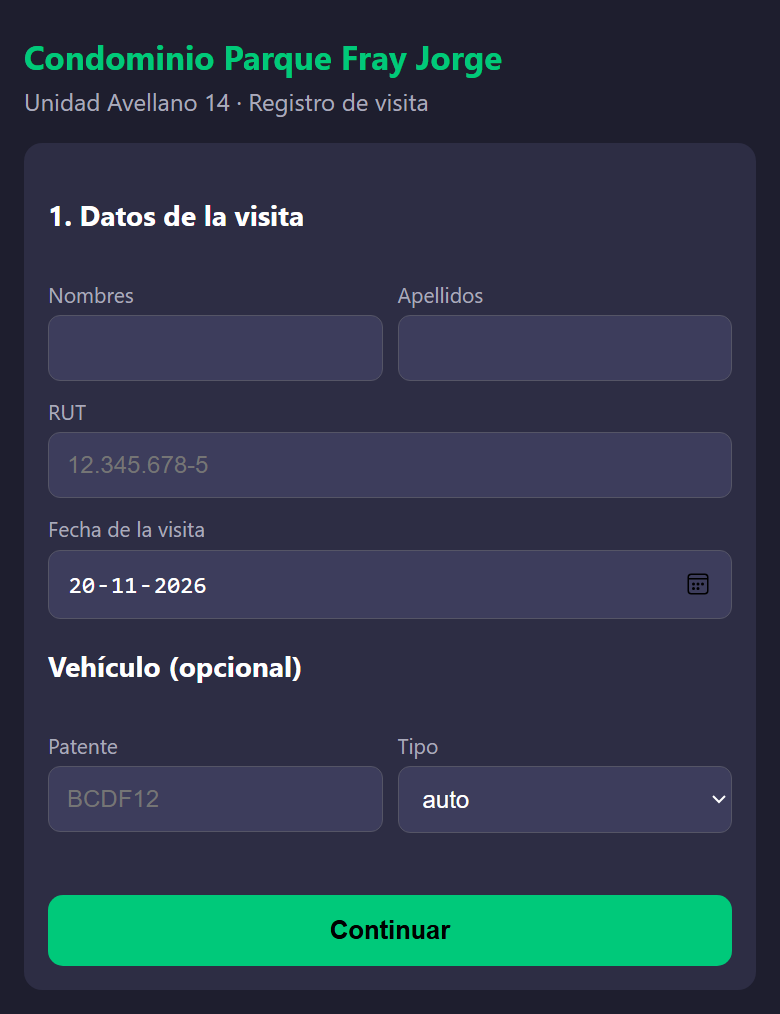 Condominio Parque Fray Jorge
Unidad Avellano 14 · Registro de visita
1. Datos de la visita
Nombres
Apellidos
RUT
12.345.678-5
Fecha de la visita
20-11-2026
Vehículo (opcional)
Patente
Tipo
BCDF12
auto
Continuar